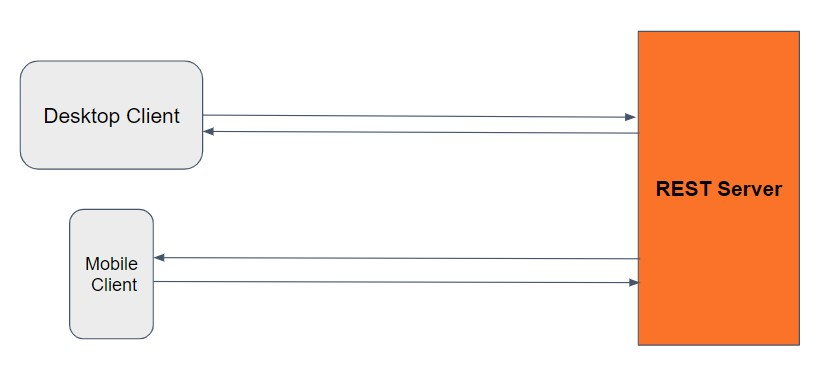 Desktop Client
REST Server
Mobile
Client